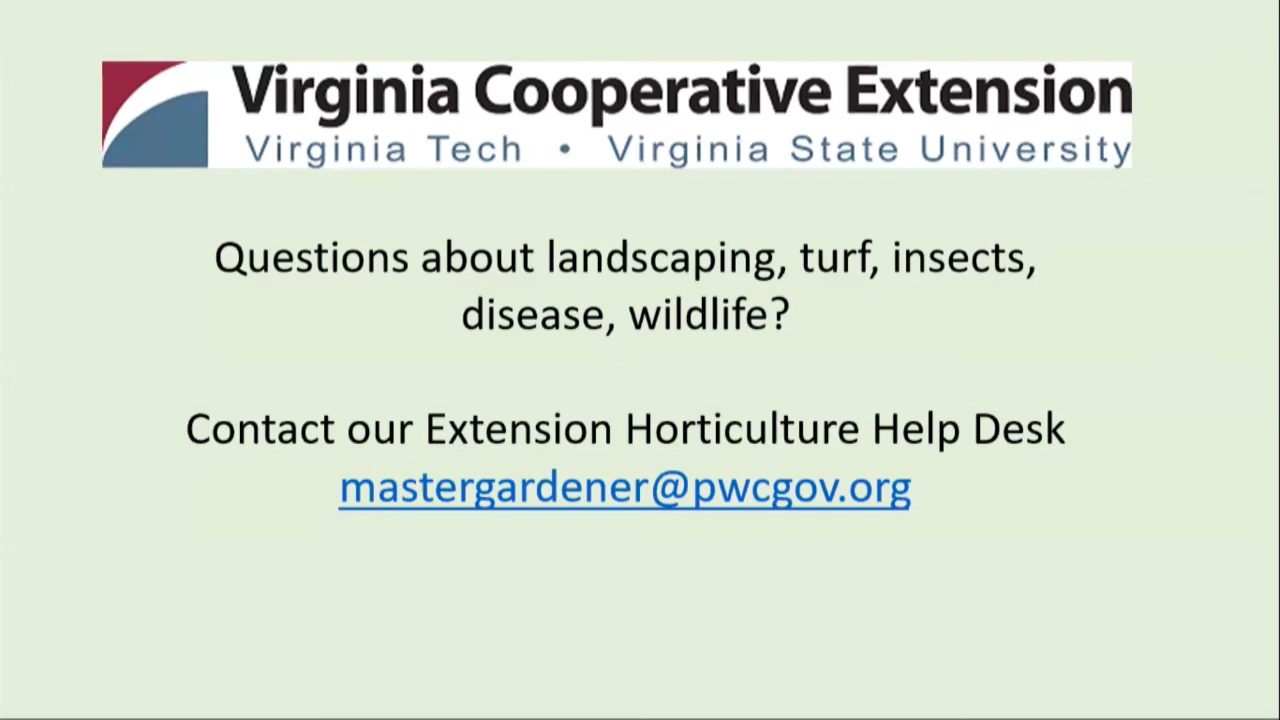 Virginia Cooperative Extension
Virginia Tech • Virginia State University
Questions about landscaping, turf, insects,
disease, wildlife?
Contact our Extension Horticulture Help Desk
mastergardener@pwcgov.org